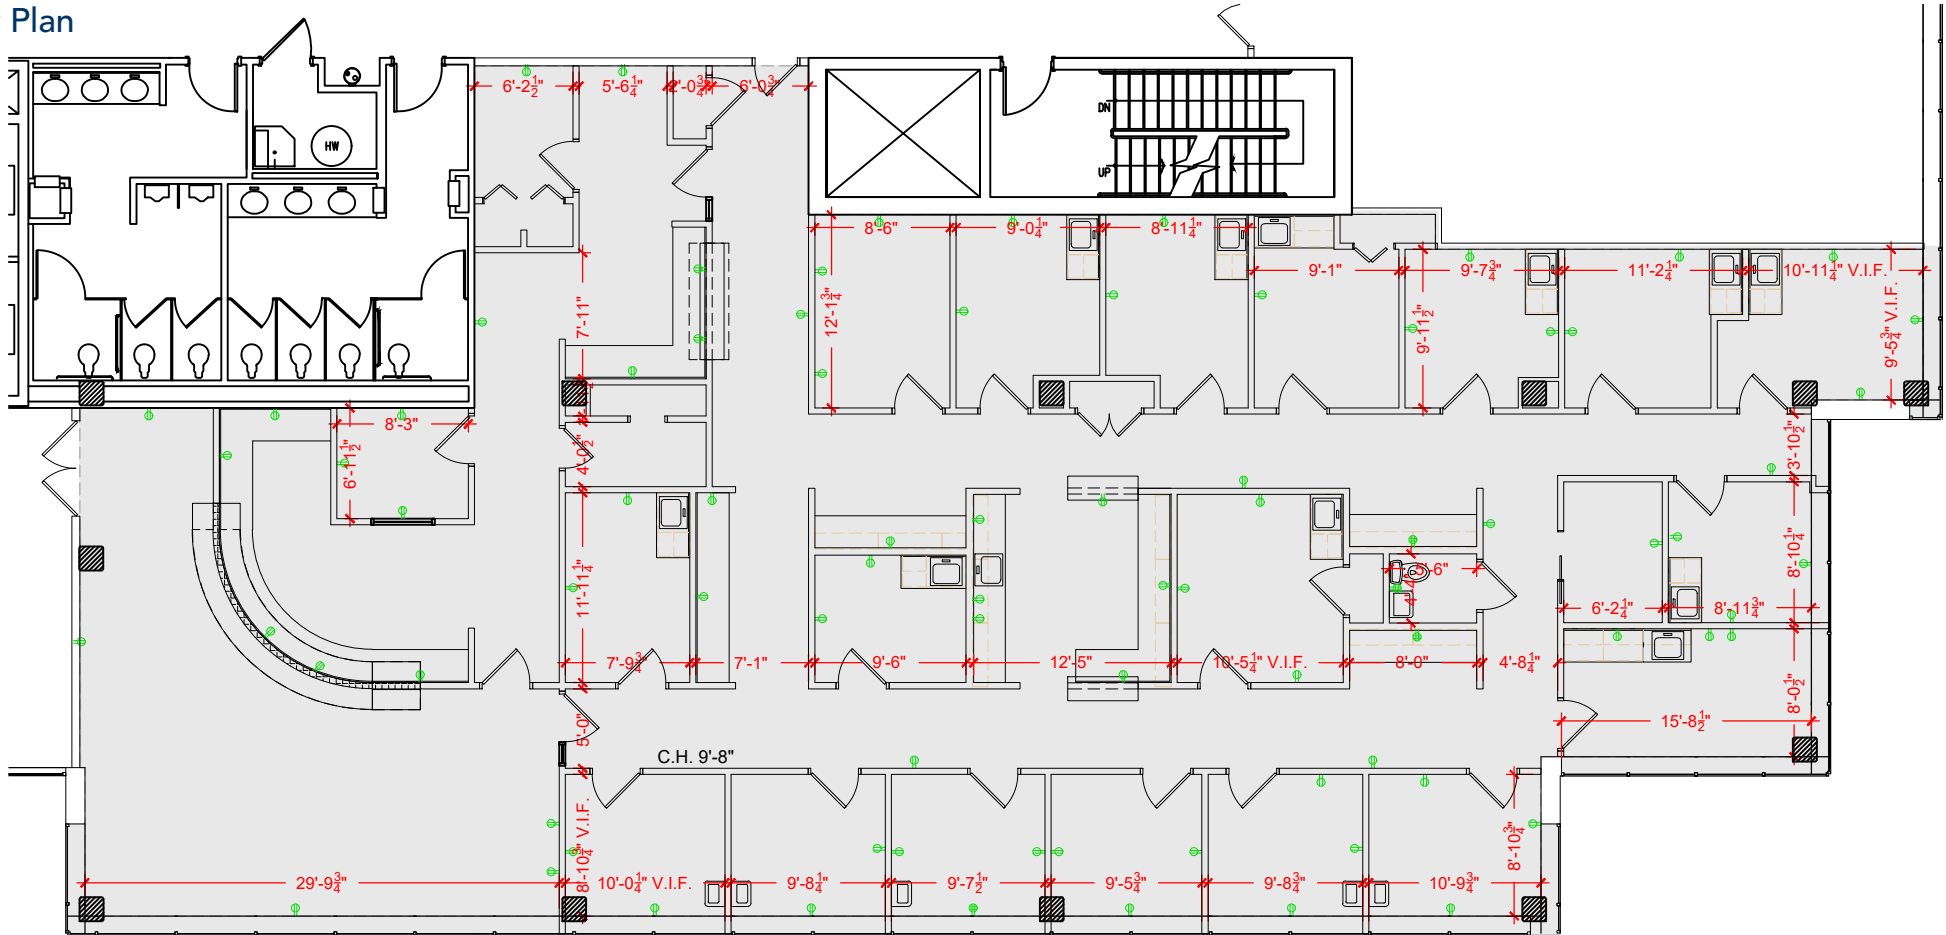 Plan
6'-2½" 5'-6¼" 6'-0¾"
HW
DN
UP
8'-6" 9'-0¼" 8'-11¼"
9'-1" 9'-7¾" 11'-2¼" 10'-11¼" V.I.F.
7'-11" 12'-1¾" 9'-11½" 9'-5¾" V.I.F.
8'-3"
6'-11½" 4'-0½" 3'-10½"
11'-11¼" 8'-10¼"
5'-6"
4'-4"
6'-2¼" 8'-11¾"
7'-9¾" 7'-1" 9'-6" 12'-5" 10'-5¼" V.I.F. 8'-0" 4'-8¼"
8'-0½"
15'-8½"
5'-0"
C.H. 9'-8"
8'-10¾" V.I.F. 8'-10¾"
29'-9¾" 10'-0¼" V.I.F. 9'-8¼" 9'-7½" 9'-5¾" 9'-8¾" 10'-9¾"